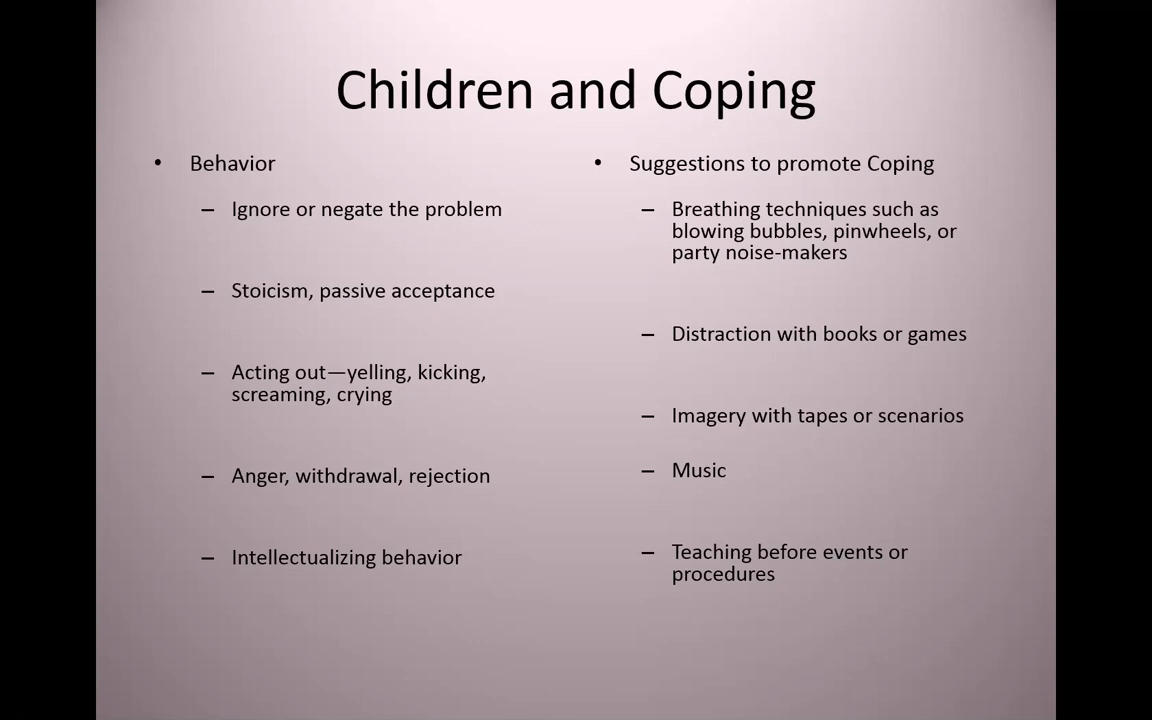 Children and Coping
• Behavior
– Ignore or negate the problem
– Stoicism, passive acceptance
– Acting out—yelling, kicking,
screaming, crying
– Anger, withdrawal, rejection
– Intellectualizing behavior
• Suggestions to promote Coping
– Breathing techniques such as
blowing bubbles, pinwheels, or
party noise-makers
– Distraction with books or games
– Imagery with tapes or scenarios
– Music
– Teaching before events or
procedures